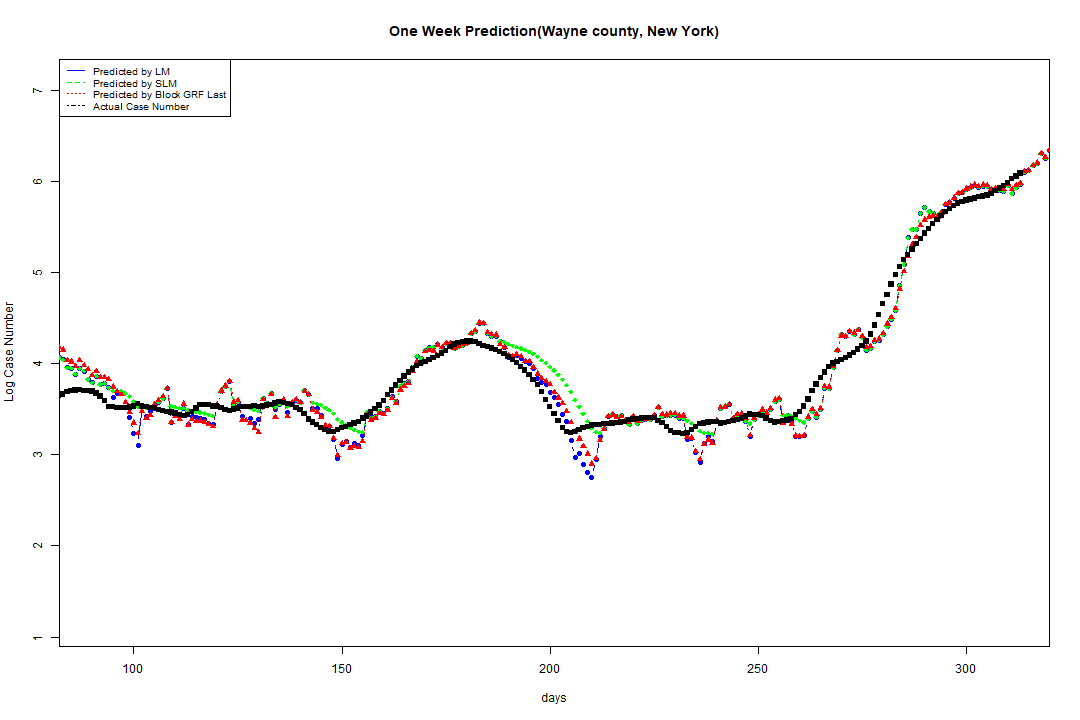 One Week Prediction(Wayne county, New York)
Predicted by LM
Predicted by SLM
Predicted by Block GRF Last
Actual Case Number
7
6
5
4
3
2
1
Log Case Number
100 150 200 250 300
days